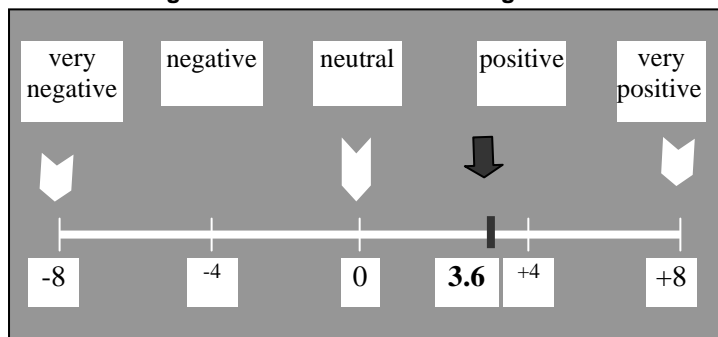 very negative
negative
neutral
positive
very positive
-8
-4
0
3.6
+4
+8